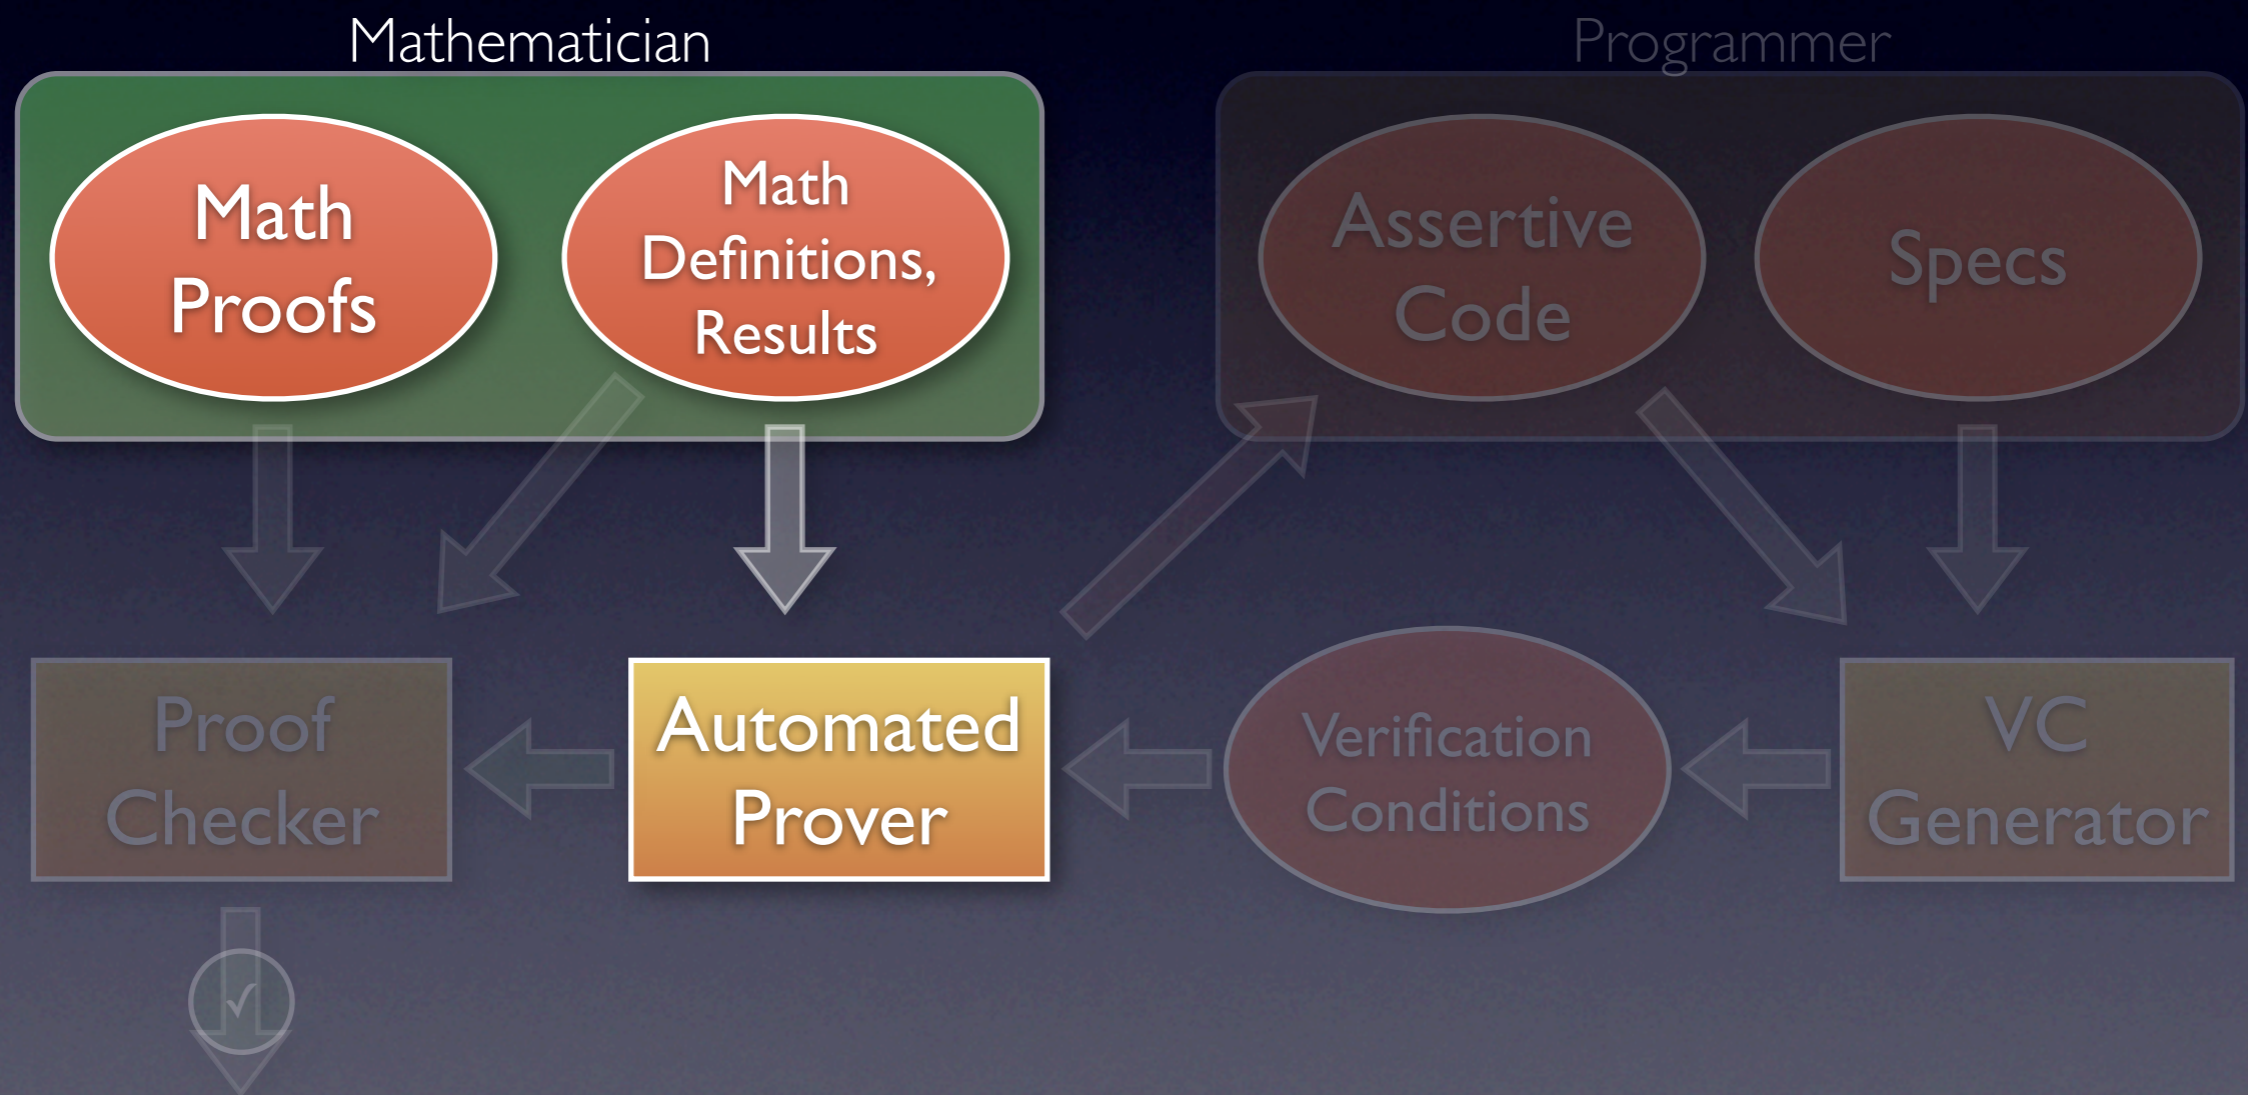 Mathematician
Programmer
Math
Proofs
Math
Definitions,
Results
Assertive
Code
Specs
Proof
Checker
Automated
Prover
Verification
Conditions
VC
Generator
✓